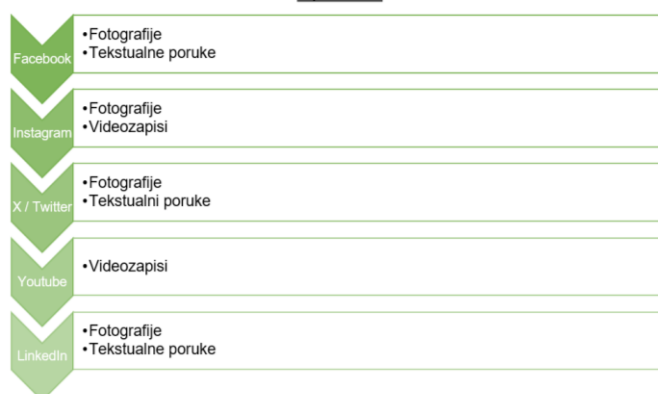 Facebook
•Fotografije
•Tekstualne poruke
Instagram
•Fotografije
•Videozapisi
X / Twitter
•Fotografije
•Tekstualni poruke
Youtube
•Videozapisi
LinkedIn
•Fotografije
•Tekstualne poruke